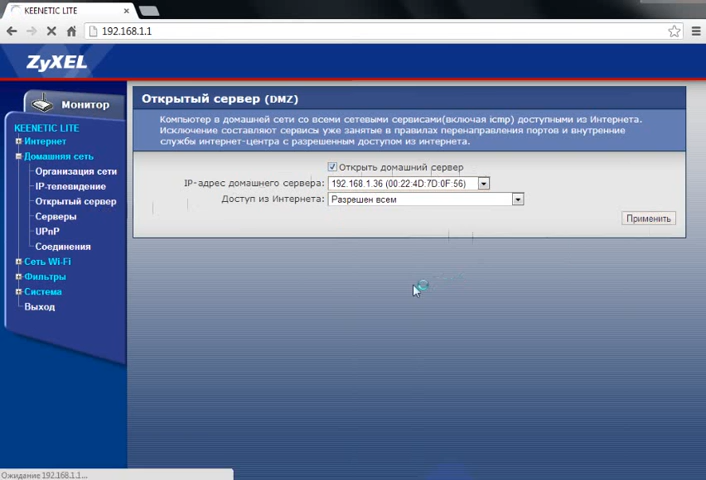 KEENETIC LITE
192.168.1.1
ZyXEL
Монитор
KEENETIC LITE
Интернет
Домашняя сеть
Организация сети
IP-телевидение
Открытый сервер
Серверы
UPnP
Соединения
Сеть Wi-Fi
Фильтры
Система
Выход
Открытый сервер (DMZ)
Компьютер в домашней сети со всеми сетевыми сервисами(включая icmp) доступными из Интернета.
Исключение составляют сервисы уже занятые в правилах перенаправления портов и внутренние
службы интернет-центра с разрешенным доступом из интернета.
Открыть домашний сервер
IP-адрес домашнего сервера: 192.168.1.36 (00:22:4D:7D:0F:56)
Доступ из Интернета: Разрешен всем
Применить
Ожидание 192.168.1.1...